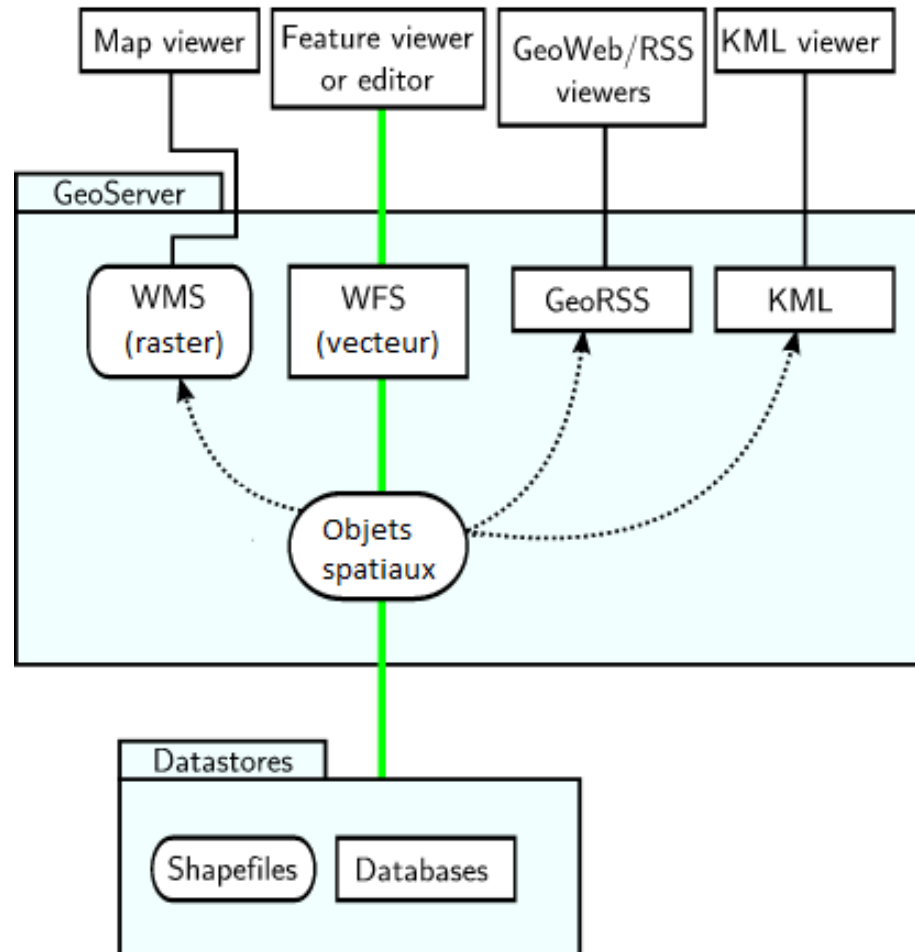 Map viewer
Feature viewer
or editor
GeoWeb/RSS
viewers
KML viewer
GeoServer
WMS
(raster)
WFS
(vecteur)
GeoRSS
KML
Objets
spatiaux
Datastores
Shapefiles
Databases